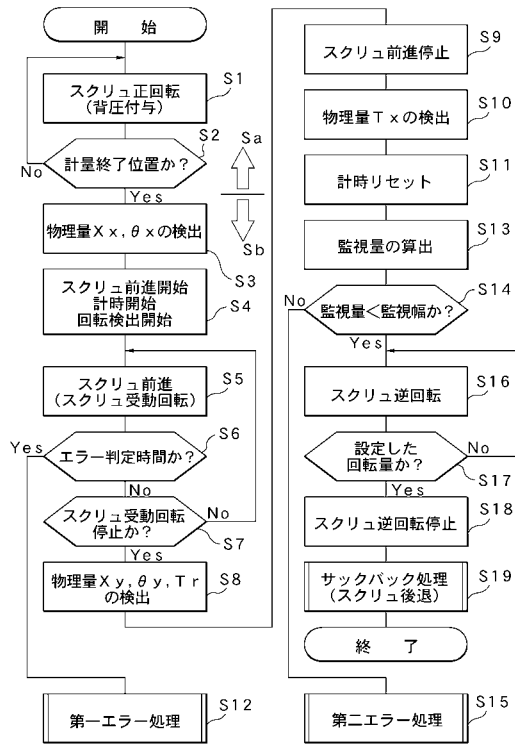 開 始
スクリュ正回転
(背圧付与)
S1
計量終了位置か?
S2
No
Yes
Sa
Sb
物理量Xx,θxの検出
S3
スクリュ前進開始
計時開始
回転検出開始
S4
スクリュ前進
(スクリュ受動回転)
S5
エラー判定時間か?
S6
Yes
No
スクリュ受動回転
停止か?
S7
No
Yes
物理量Xy,θy,Tr
の検出
S8
第一エラー処理
S12
スクリュ前進停止
S9
物理量Txの検出
S10
計時リセット
S11
監視量の算出
S13
監視量<監視幅か?
S14
No
Yes
スクリュ逆回転
S16
設定した
回転量か?
S17
No
Yes
スクリュ逆回転停止
S18
サックバック処理
(スクリュ後退)
S19
終 了
第二エラー処理
S15